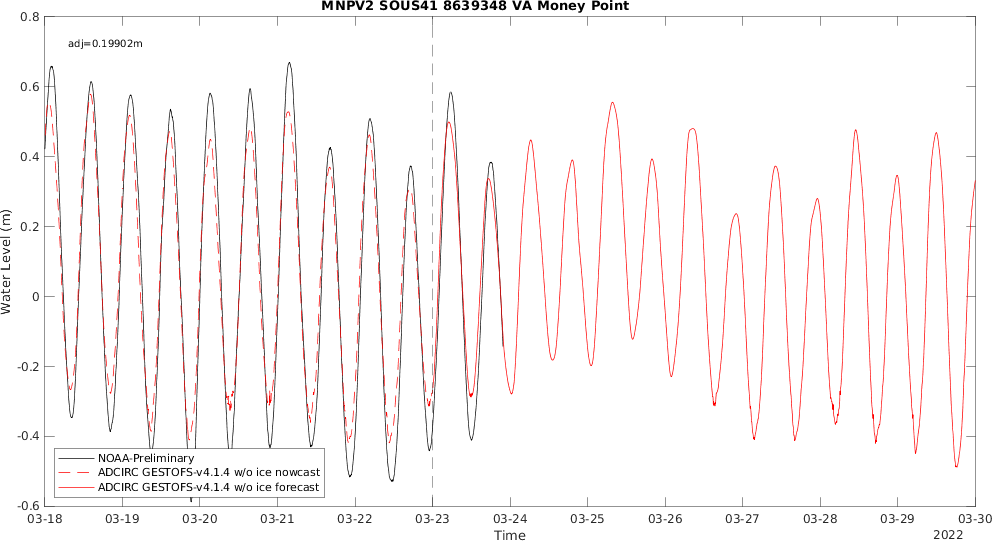 MNPV2 SOUS41 8639348 VA Money Point
adj=0.19902m
0.8
0.6
0.4
0.2
0
-0.2
-0.4
-0.6
Water Level (m)
NOAA-Preliminary
ADCIRC GESTOFS-v4.1.4 w/o ice nowcast
ADCIRC GESTOFS-v4.1.4 w/o ice forecast
03-18 03-19 03-20 03-21 03-22 03-23 03-24 03-25 03-26 03-27 03-28 03-29 03-30
Time
2022